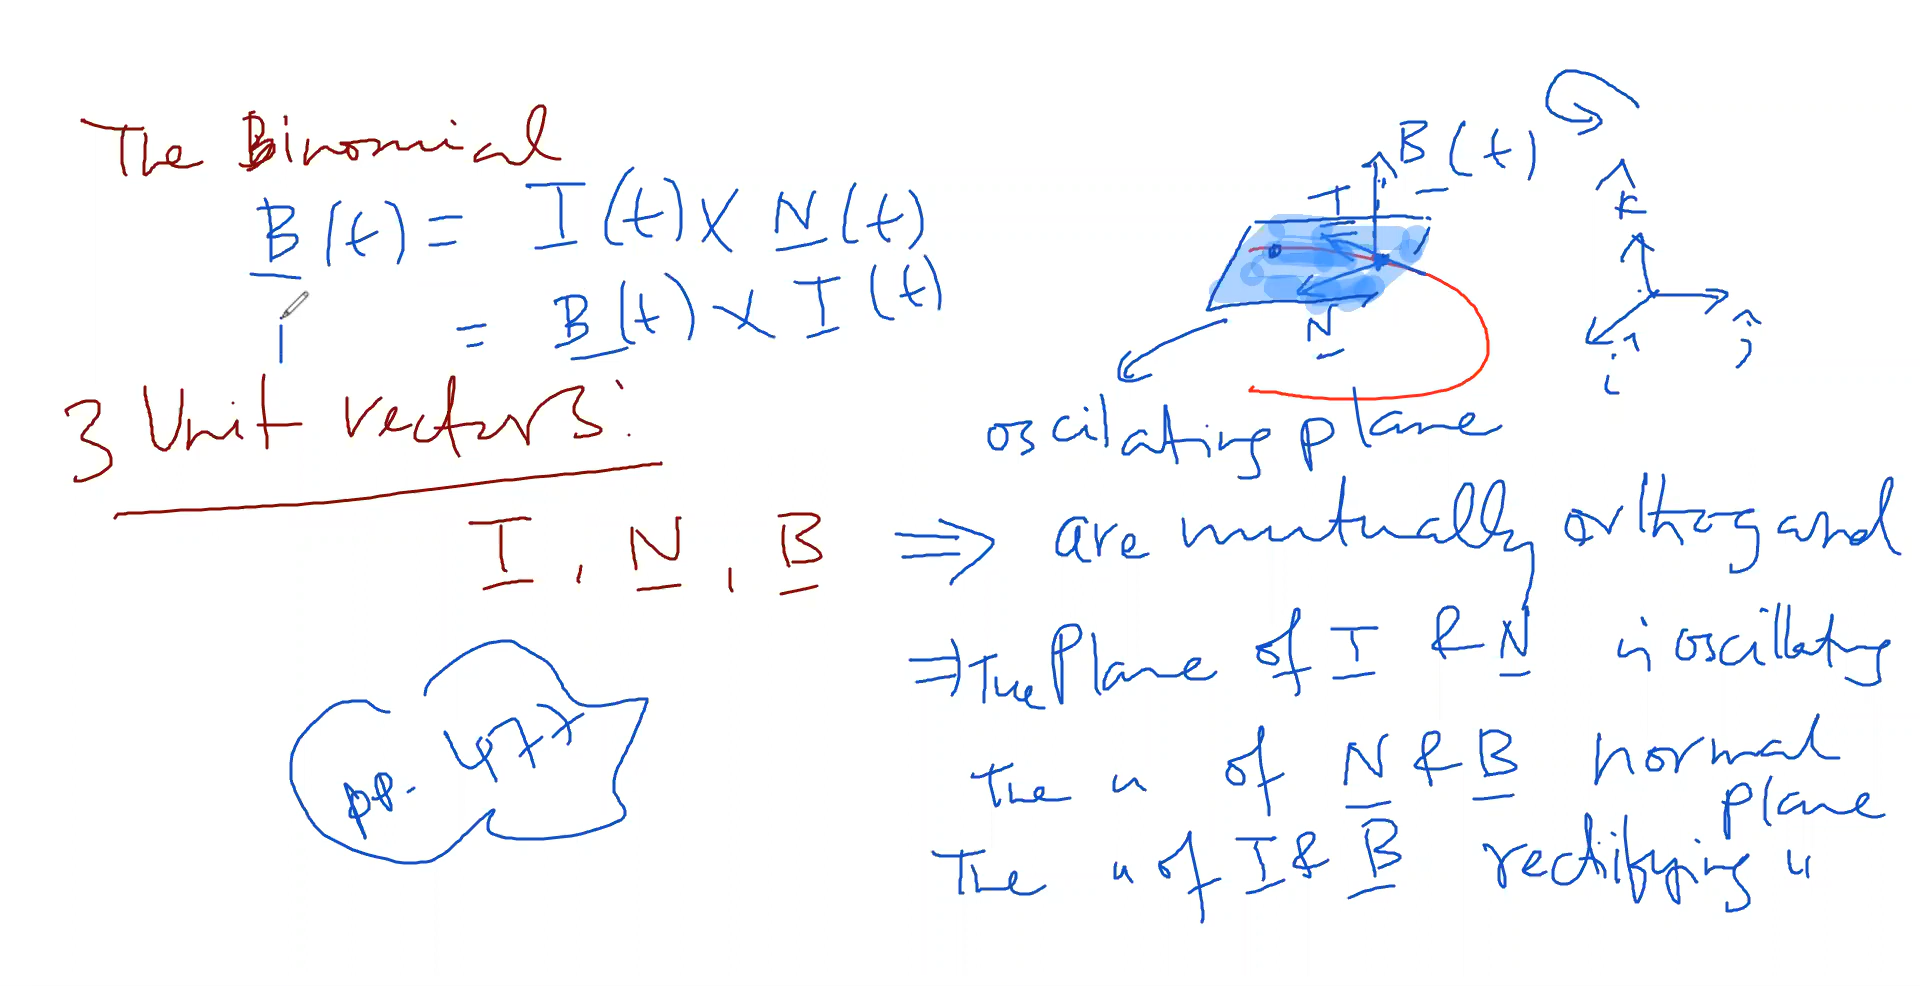 The Binomial
B(t) = T(t) X N(t)
= B(t) X T(t)
3 Unit vectors:
T, N, B
pp. 477
B(t)
T
N
k̂
ĵ
î
oscilating plane
⇒ are mutually orthogand
⇒ The Plane of T & N is oscillating
the " of N & B normal plane
The " of T & B rectifying "